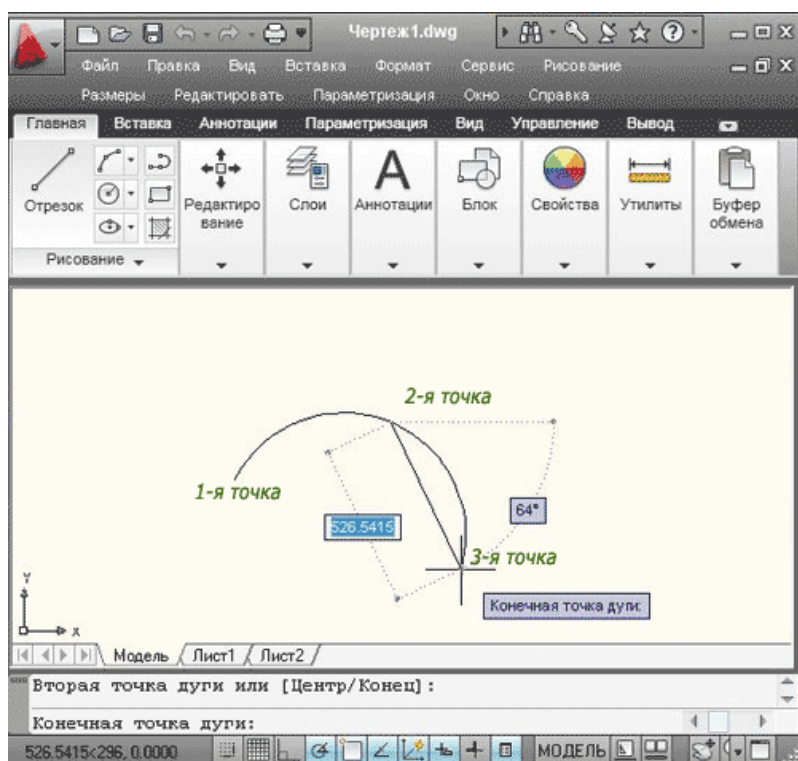 Чертеж1.dwg
Файл Правка Вид Вставка Формат Сервис Рисование
Размеры Редактировать Параметризация Окно Справка
Главная Вставка Аннотации Параметризация Вид Управление Вывод
Отрезок Редактиро Слои Аннотации Блок Свойства Утилиты Буфер
вание обмена
Рисование
2-я точка
1-я точка
64°
526.5415
3-я точка
Конечная точка дуги:
Y
X
Модель Лист1 Лист2
Вторая точка дуги или [Центр/Конец]:
Конечная точка дуги:
526.5415<296, 0.0000 МОДЕЛЬ